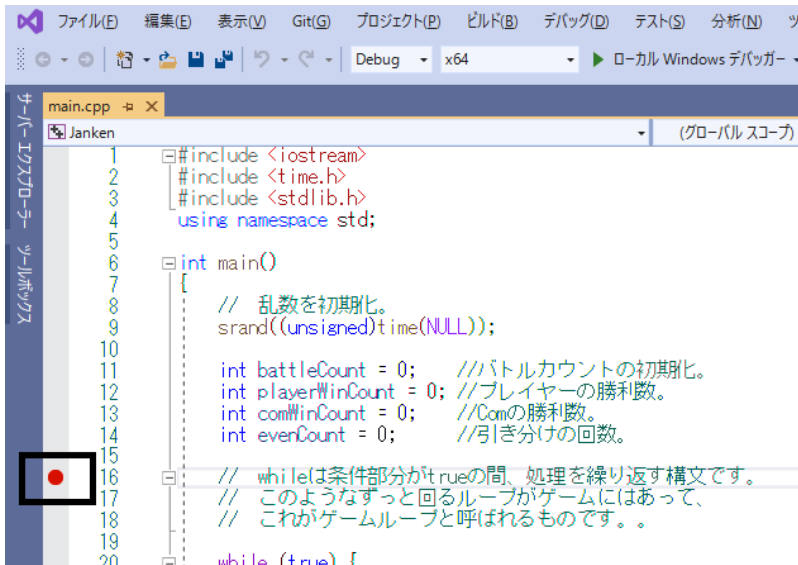 ファイル(F) 編集(E) 表示(V) Git(G) プロジェクト(P) ビルド(B) デバッグ(D) テスト(S) 分析(N)
Debug x64 ローカル Windows デバッガー
サーバー エクスプローラー
ツールボックス
main.cpp
Janken (グローバル スコープ)
1 #include <iostream>
2 #include <time.h>
3 #include <stdlib.h>
4 using namespace std;
5
6 int main()
7 {
8 // 乱数を初期化。
9 srand((unsigned)time(NULL));
10
11 int battleCount = 0; //バトルカウントの初期化。
12 int playerWinCount = 0; //プレイヤーの勝利数。
13 int comWinCount = 0; //Comの勝利数。
14 int evenCount = 0; //引き分けの回数。
15
16 // whileは条件部分がtrueの間、処理を繰り返す構文です。
17 // このようなずっと回るループがゲームにはあって、
18 // これがゲームループと呼ばれるものです。。
19
20 while (true) {